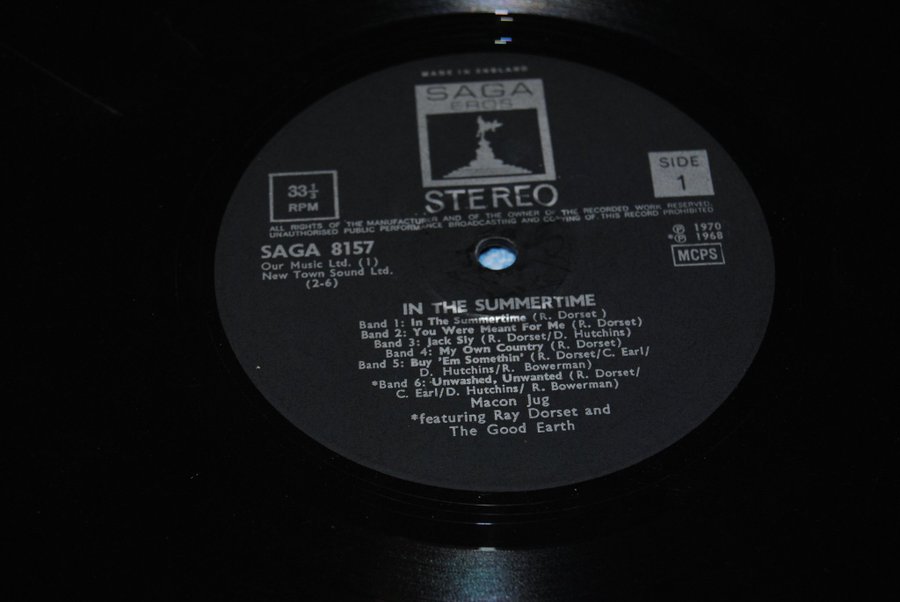 MADE IN ENGLAND
SAGA
EROS
STEREO
33⅓
RPM
SIDE
1
ALL RIGHTS OF THE MANUFACTURER AND OF THE OWNER OF THE RECORDED WORK RESERVED.
UNAUTHORISED PUBLIC PERFORMANCE BROADCASTING AND COPYING OF THIS RECORD PROHIBITED
SAGA 8157
Our Music Ltd. (1)
New Town Sound Ltd.
(2-6)
℗ 1970
*℗ 1968
MCPS
IN THE SUMMERTIME
Band 1: In The Summertime (R. Dorset )
Band 2: You Were Meant For Me (R. Dorset)
Band 3: Jack Sly (R. Dorset/D. Hutchins)
Band 4: My Own Country (R. Dorset)
Band 5: Buy 'Em Somethin' (R. Dorset/C. Earl/
D. Hutchins/R. Bowerman)
*Band 6: Unwashed, Unwanted (R. Dorset/
C. Earl/D. Hutchins/ R. Bowerman)
Macon Jug
*featuring Ray Dorset and
The Good Earth